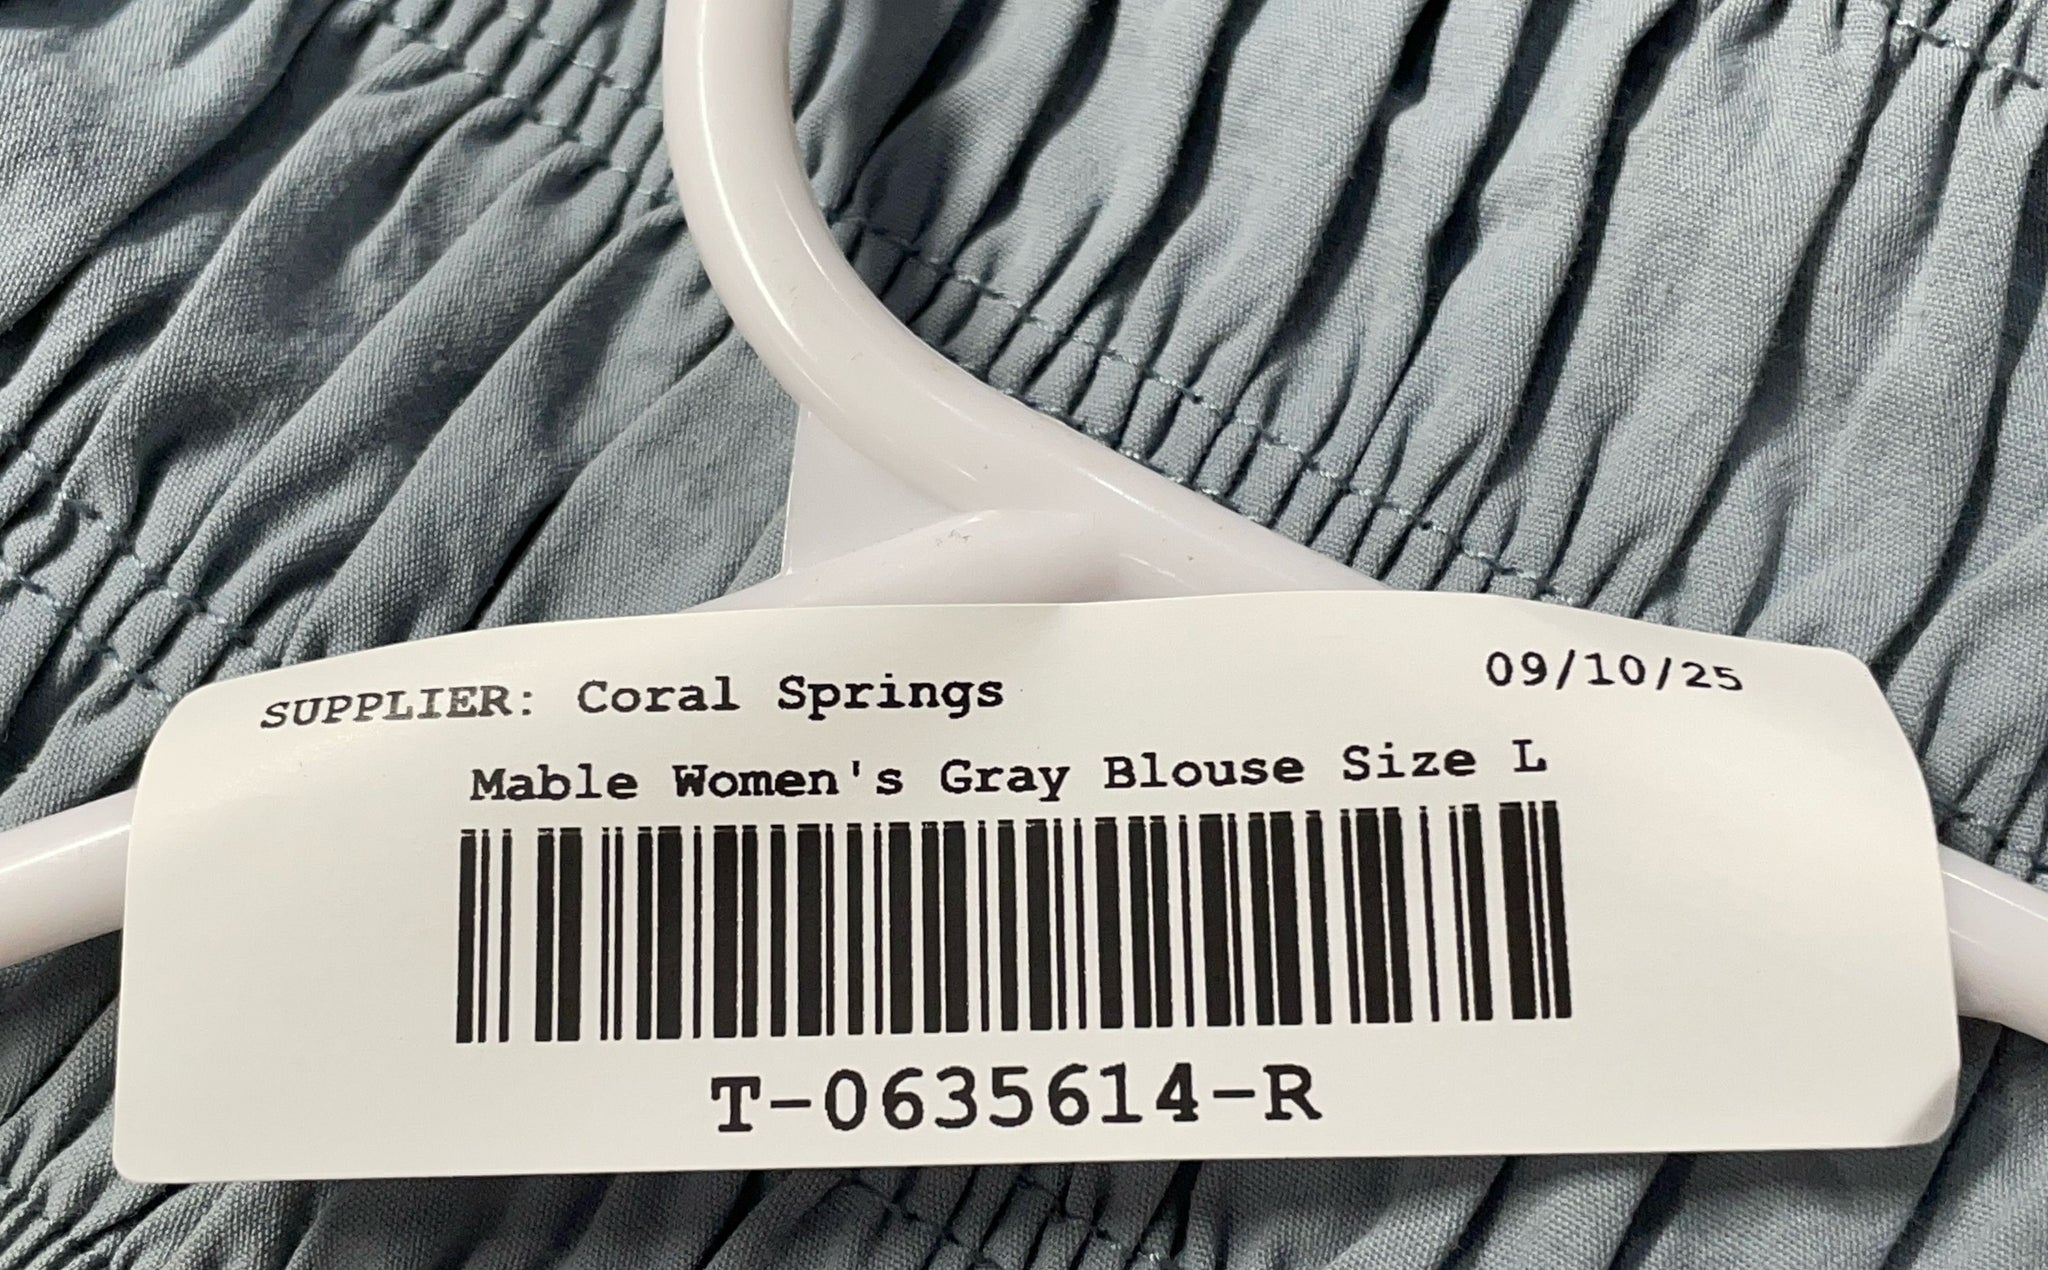 SUPPLIER: Coral Springs
09/10/25
Mable Women's Gray Blouse Size L
T-0635614-R